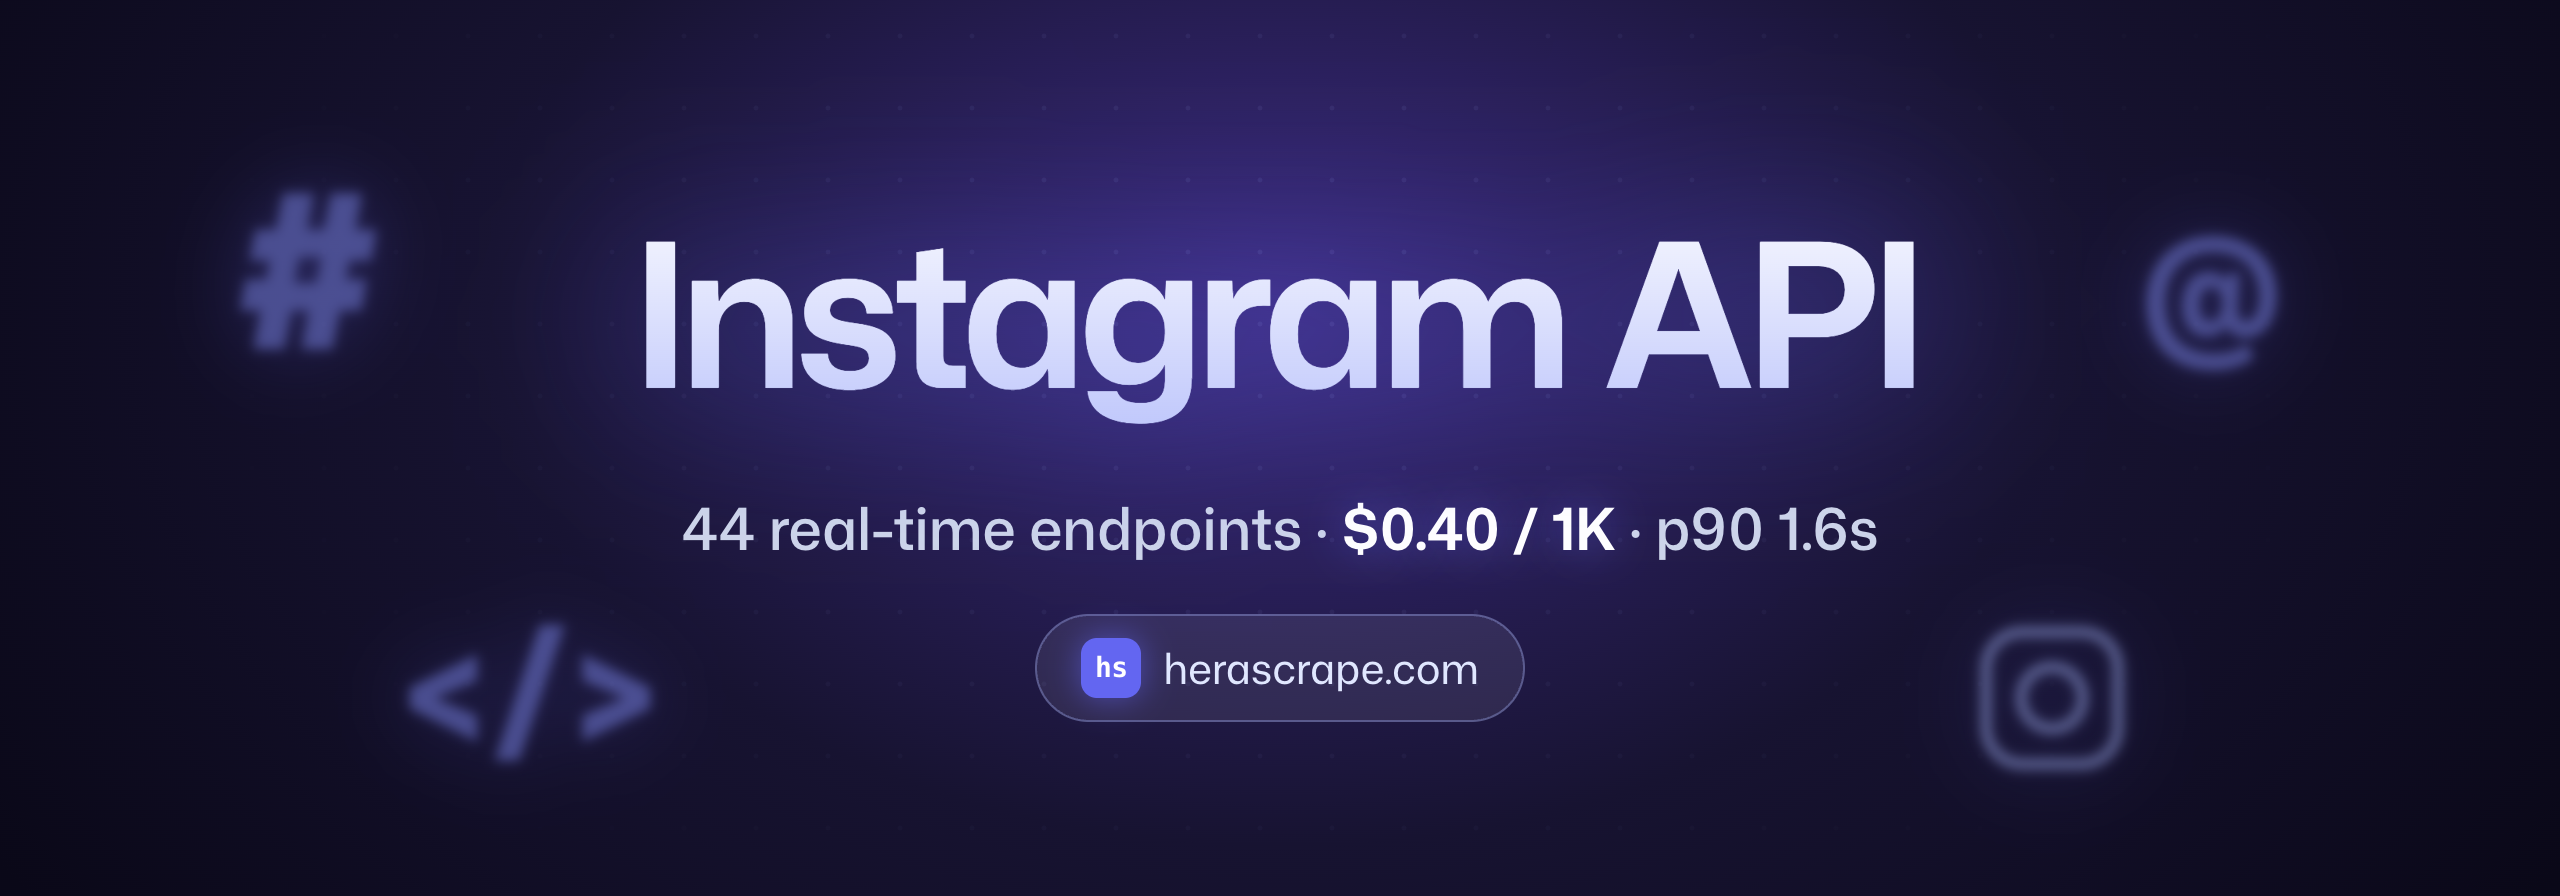 #
@
Instagram API
44 real-time endpoints · $0.40 / 1K · p90 1.6s
</>
hs herascrape.com